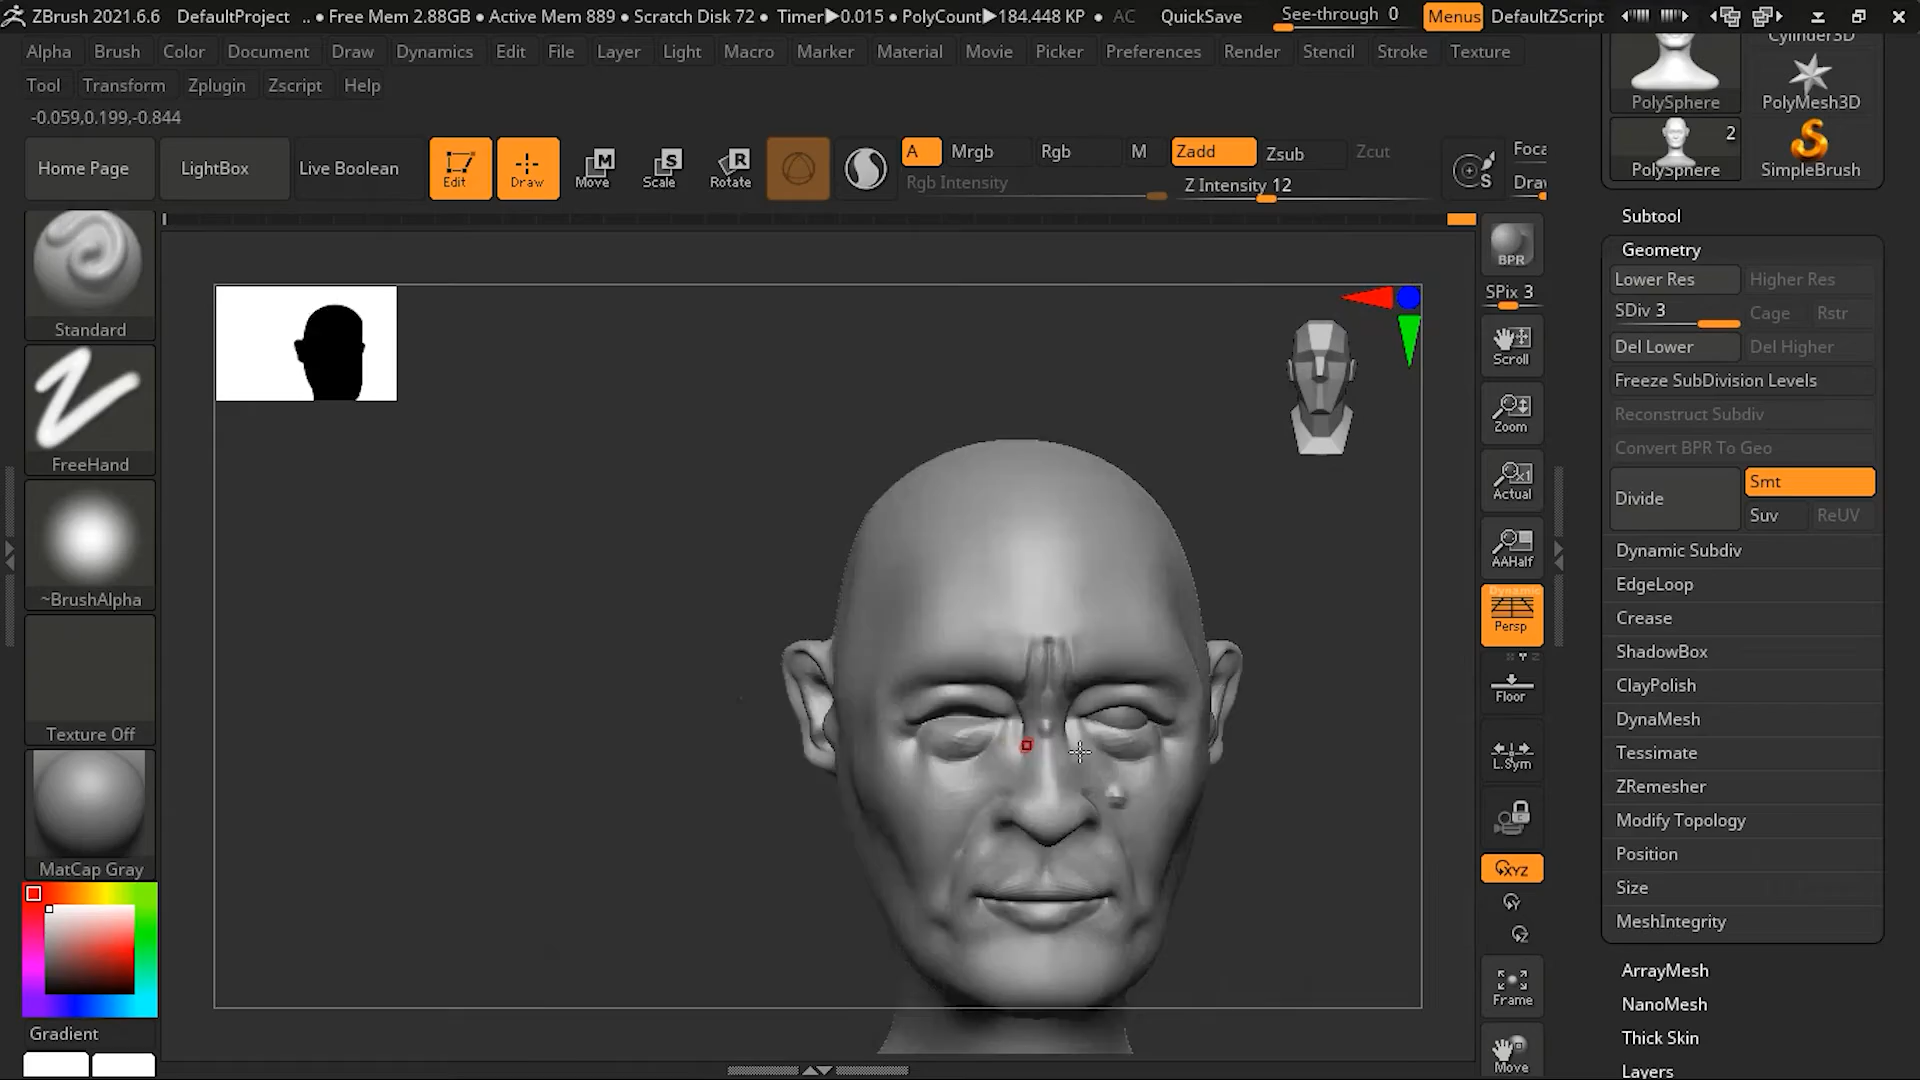 ZBrush 2021.6.6 DefaultProject .. • Free Mem 2.88GB • Active Mem 889 • Scratch Disk 72 • Timer▶0.015 • PolyCount▶184.448 KP • AC QuickSave See-through 0 Menus DefaultZScript
Alpha Brush Color Document Draw Dynamics Edit File Layer Light Macro Marker Material Movie Picker Preferences Render Stencil Stroke Texture
Tool Transform Zplugin Zscript Help
-0.059,0.199,-0.844
Home Page LightBox Live Boolean Edit Draw Move Scale Rotate
M S R
A Mrgb Rgb M Zadd Zsub Zcut
Rgb Intensity Z Intensity 12
S
Foca
Draw
Standard
FreeHand
~BrushAlpha
Texture Off
MatCap Gray
Gradient
BPR
SPix 3
Scroll
Zoom
Actual
AAHalf
Dynamic
Persp
Floor
L.Sym
XYZ
Y
Z
Frame
Move
Cylinder3D
PolySphere PolyMesh3D
2
PolySphere SimpleBrush
Subtool
Geometry
Lower Res Higher Res
SDiv 3 Cage Rstr
Del Lower Del Higher
Freeze SubDivision Levels
Reconstruct Subdiv
Convert BPR To Geo
Divide Smt
Suv ReUV
Dynamic Subdiv
EdgeLoop
Crease
ShadowBox
ClayPolish
DynaMesh
Tessimate
ZRemesher
Modify Topology
Position
Size
MeshIntegrity
ArrayMesh
NanoMesh
Thick Skin
Layers